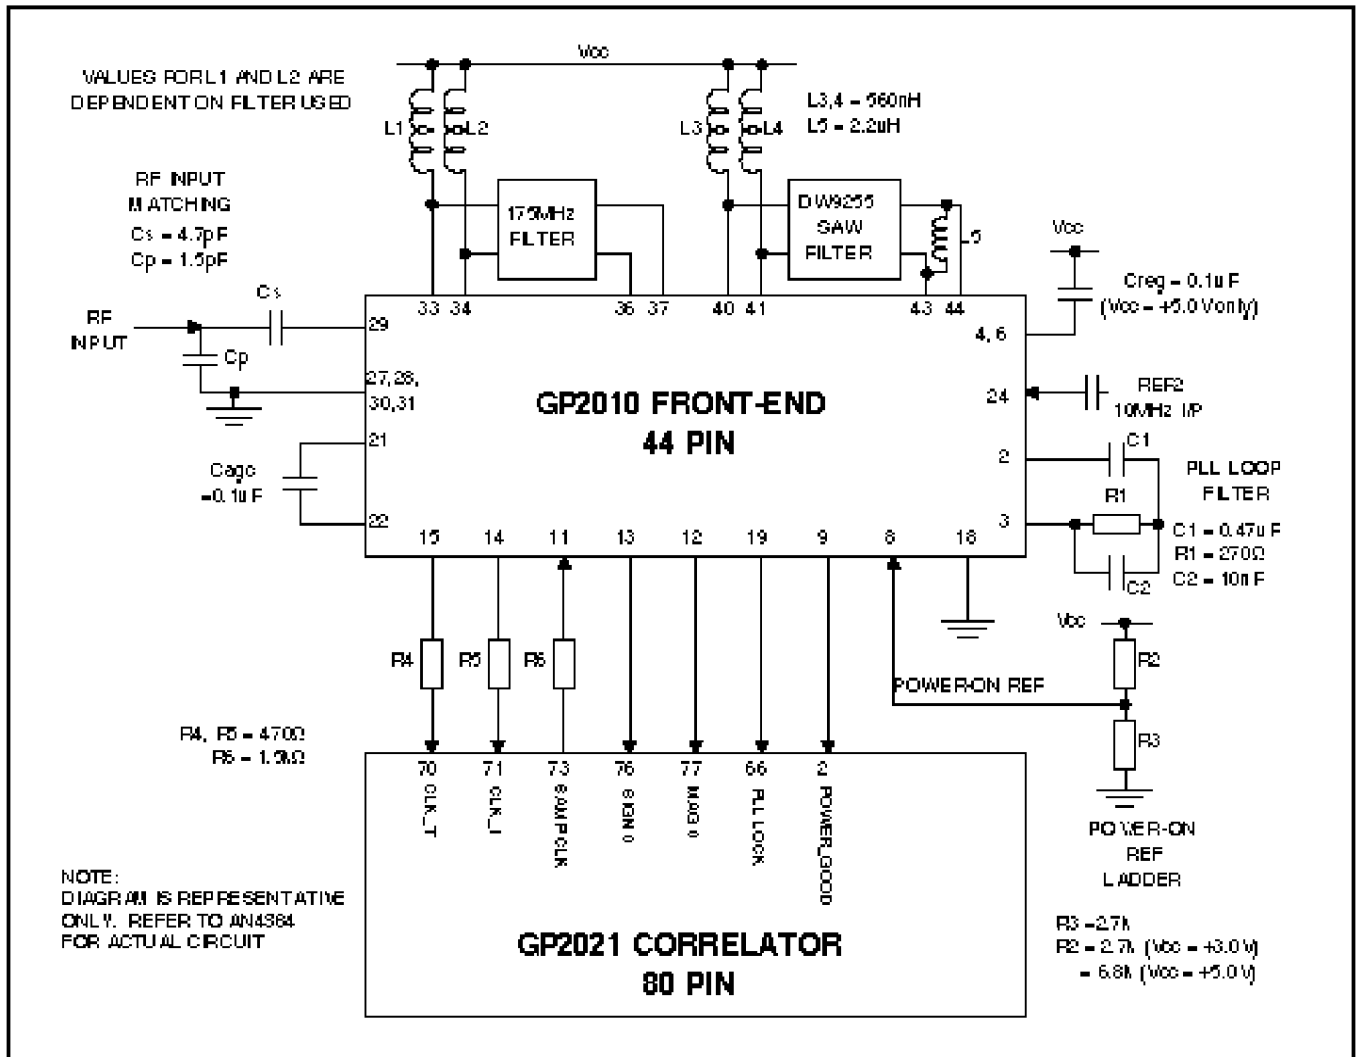 Vcc
VALUES FOR L1 AND L2 ARE
DEPENDENT ON FILTER USED
L1
L2
L3
L4
L3,4 = 560nH
L5 = 2.2uH
RF INPUT
MATCHING
Cs = 4.7pF
Cp = 1.5pF
175MHz
FILTER
DW9255
SAW
FILTER
L5
Vcc
Creg = 0.1uF
(Vcc = +5.0V only)
Cs
RF
INPUT
Cp
33
34
36
37
40
41
43
44
29
4, 6
27,28,
30,31
24
REF2
10MHz I/P
GP2010 FRONT-END
44 PIN
21
22
Cagc
=0.1uF
2
3
C1
R1
C2
PLL LOOP
FILTER
C1 = 0.47uF
R1 = 270Ω
C2 = 10nF
15
14
11
13
12
19
9
8
18
Vcc
R4
R5
R6
R2
POWER-ON REF
R3
R4, R5 = 470Ω
R6 = 1.5kΩ
70 CLK_T
71 CLK_I
73 SAMPCLK
76 SIGN0
77 MAG0
66 PLL LOCK
2 POWER_GOOD
POWER-ON
REF
LADDER
NOTE:
DIAGRAM IS REPRESENTATIVE
ONLY. REFER TO AN4364
FOR ACTUAL CIRCUIT
GP2021 CORRELATOR
80 PIN
R3 =2.7k
R2 = 2.7k (Vcc = +3.0V)
= 6.8k (Vcc = +5.0V)